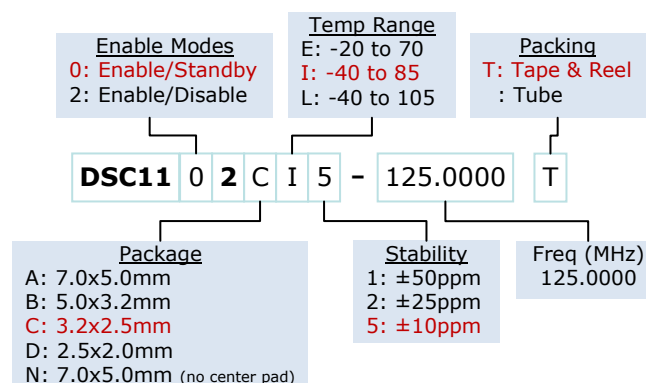 Enable Modes
0: Enable/Standby
2: Enable/Disable
Temp Range
E: -20 to 70
I: -40 to 85
L: -40 to 105
Packing
T: Tape & Reel
: Tube
DSC11 0 2 C I 5 - 125.0000 T
Package
A: 7.0x5.0mm
B: 5.0x3.2mm
C: 3.2x2.5mm
D: 2.5x2.0mm
N: 7.0x5.0mm (no center pad)
Stability
1: ±50ppm
2: ±25ppm
5: ±10ppm
Freq (MHz)
125.0000